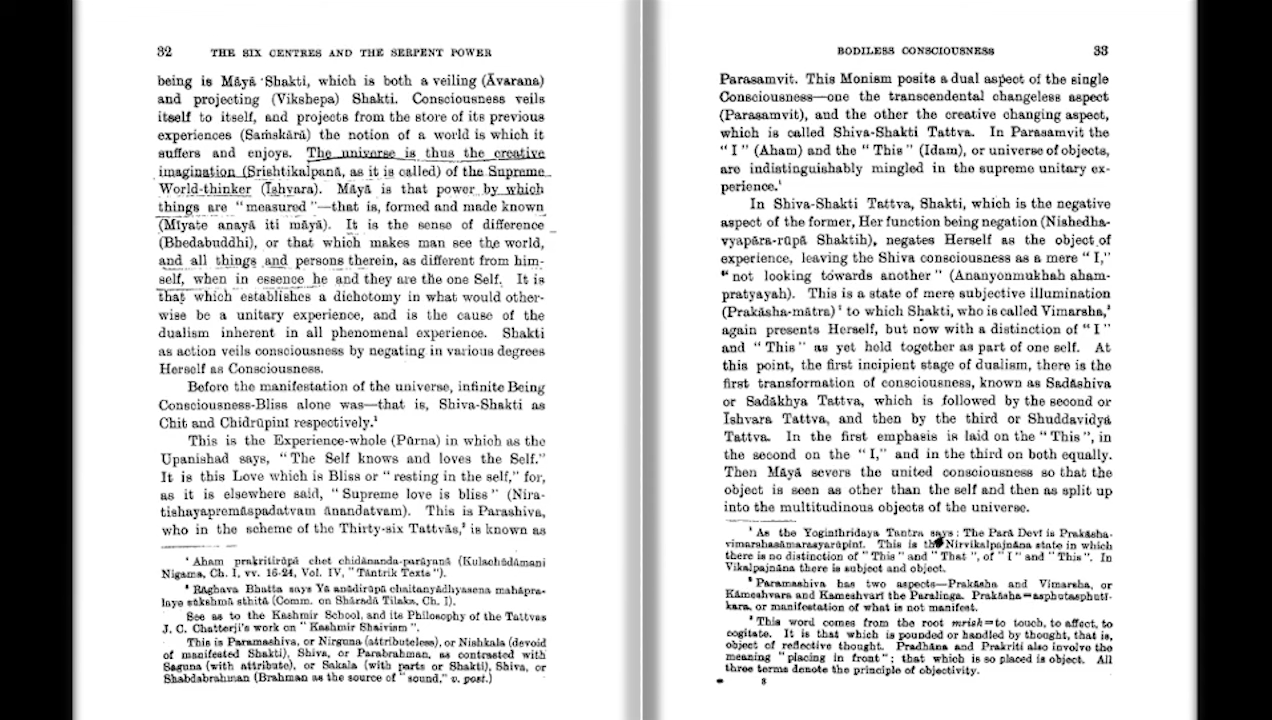 32 THE SIX CENTRES AND THE SERPENT POWER
being is Māyā Shakti, which is both a veiling (Āvarana)
and projecting (Vikshepa) Shakti. Consciousness veils
itself to itself, and projects from the store of its previous
experiences (Saṁskārā) the notion of a world is which it
suffers and enjoys. The universe is thus the creative
imagination (Srishtikalpanā, as it is called) of the Supreme
World-thinker (Īshvara). Māyā is that power by which
things are “measured”—that is, formed and made known
(Mīyate anayā iti māyā). It is the sense of difference
(Bhedabuddhi), or that which makes man see the world,
and all things and persons therein, as different from him-
self, when in essence he and they are the one Self. It is
that which establishes a dichotomy in what would other-
wise be a unitary experience, and is the cause of the
dualism inherent in all phenomenal experience. Shakti
as action veils consciousness by negating in various degrees
Herself as Consciousness.
Before the manifestation of the universe, infinite Being
Consciousness-Bliss alone was—that is, Shiva-Shakti as
Chit and Chidrūpinī respectively.¹
This is the Experience-whole (Pūrna) in which as the
Upanishad says, “The Self knows and loves the Self.”
It is this Love which is Bliss or “resting in the self,” for,
as it is elsewhere said, “Supreme love is bliss” (Nira-
tishayapremāspadatvam ānandatvam). This is Parashiva,
who in the scheme of the Thirty-six Tattvās,² is known as
¹ Aham prakritirūpā chet chidānanda-parāyanā (Kulachūdāmani
Nigama, Ch. I, vv. 16-24, Vol. IV, “Tāntrik Texts”).
² Rāghava Bhatta says Yā anādirūpā chaitanyādhyasena mahāpra-
laye sūkshmā sthitā (Comm. on Shāradā Tilaka, Ch. I).
See as to the Kashmir School, and its Philosophy of the Tattvas
J. C. Chatterji's work on “Kashmir Shaivism”.
This is Paramashiva, or Nirguna (attributeless), or Nishkala (devoid
of manifested Shakti), Shiva, or Parabrahman, as contrasted with
Saguna (with attribute), or Sakala (with parts or Shakti), Shiva, or
Shabdabrahman (Brahman as the source of “sound,” v. post.)
BODILESS CONSCIOUSNESS 33
Parasamvit. This Monism posits a dual aspect of the single
Consciousness—one the transcendental changeless aspect
(Parasamvit), and the other the creative changing aspect,
which is called Shiva-Shakti Tattva. In Parasamvit the
“I” (Aham) and the “This” (Idam), or universe of objects,
are indistinguishably mingled in the supreme unitary ex-
perience.¹
In Shiva-Shakti Tattva, Shakti, which is the negative
aspect of the former, Her function being negation (Nishedha-
vyāpāra-rūpā Shaktih), negates Herself as the object of
experience, leaving the Shiva consciousness as a mere “I,”
“not looking towards another” (Ananyonmukhah aham-
pratyayah). This is a state of mere subjective illumination
(Prakāsha-mātra)² to which Shakti, who is called Vimarsha,³
again presents Herself, but now with a distinction of “I”
and “This” as yet held together as part of one self. At
this point, the first incipient stage of dualism, there is the
first transformation of consciousness, known as Sadāshiva
or Sadākhya Tattva, which is followed by the second or
Īshvara Tattva, and then by the third or Shuddavidyā
Tattva. In the first emphasis is laid on the “This”, in
the second on the “I,” and in the third on both equally.
Then Māyā severs the united consciousness so that the
object is seen as other than the self and then as split up
into the multitudinous objects of the universe.
¹ As the Yoginīhridaya Tantra says: The Parā Devī is Prakāsha-
vimarshasāmarasyarūpinī. This is the Nirvikalpajnāna state in which
there is no distinction of “This” and “That”, of “I” and “This”. In
Vikalpajnāna there is subject and object.
² Paramashiva has two aspects—Prakāsha and Vimarsha, or
Kāmeshvara and Kameshvarī the Paralinga. Prakāsha=asphutasphutī-
kara, or manifestation of what is not manifest.
³ This word comes from the root mrish=to touch, to affect, to
cogitate. It is that which is pounded or handled by thought, that is,
object of reflective thought. Pradhāna and Prakriti also involve the
meaning “placing in front”; that which is so placed is object. All
three terms denote the principle of objectivity.
3